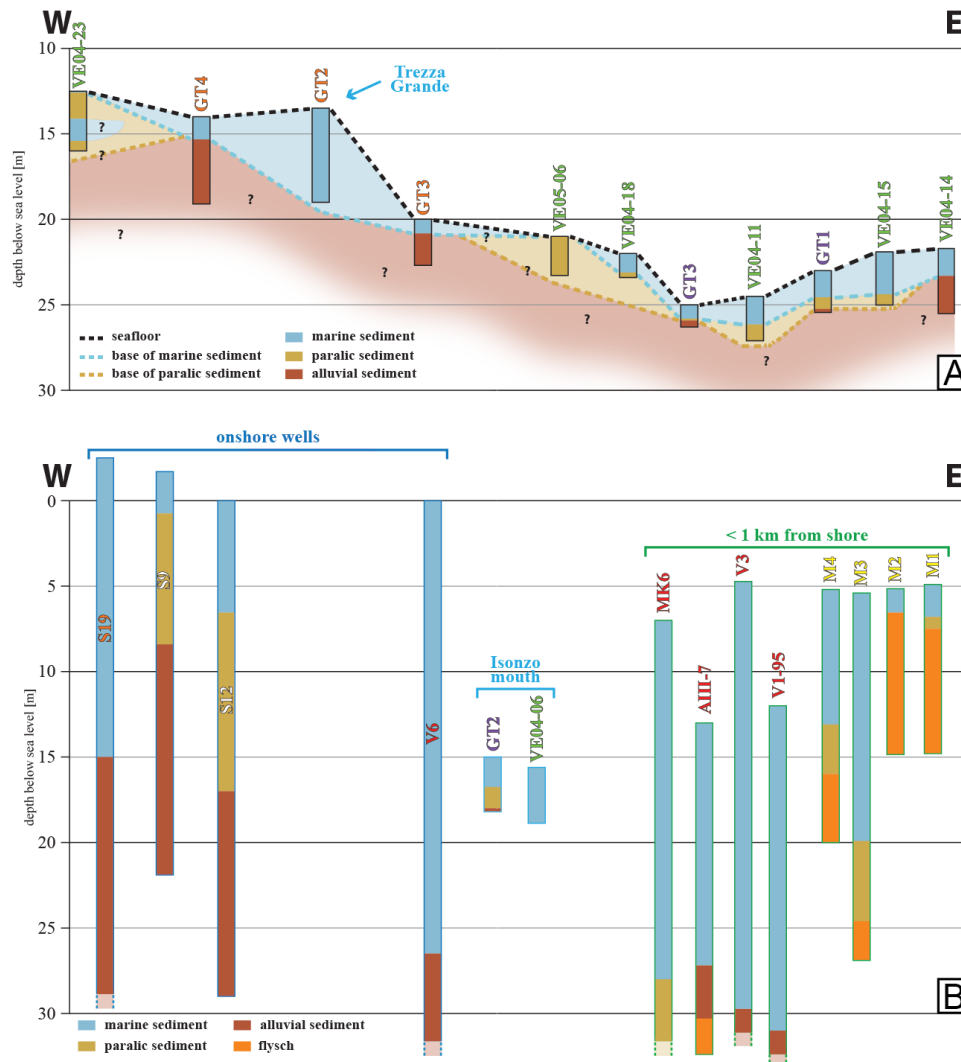 W
E
10
15
20
25
30
depth below sea level [m]
VE04-23
GT4
GT2
Trezza
Grande
GT3
VE05-06
VE04-18
GT3
VE04-11
GT1
VE04-15
VE04-14
?
?
?
?
?
?
?
?
?
?
seafloor
base of marine sediment
base of paralic sediment
marine sediment
paralic sediment
alluvial sediment
A
W
E
onshore wells
0
5
10
15
20
25
30
depth below sea level [m]
S19
S9
S12
V6
Isonzo
mouth
GT2
VE04-06
< 1 km from shore
MK6
AIII-7
V3
V1-95
M4
M3
M2
M1
marine sediment
paralic sediment
alluvial sediment
flysch
B